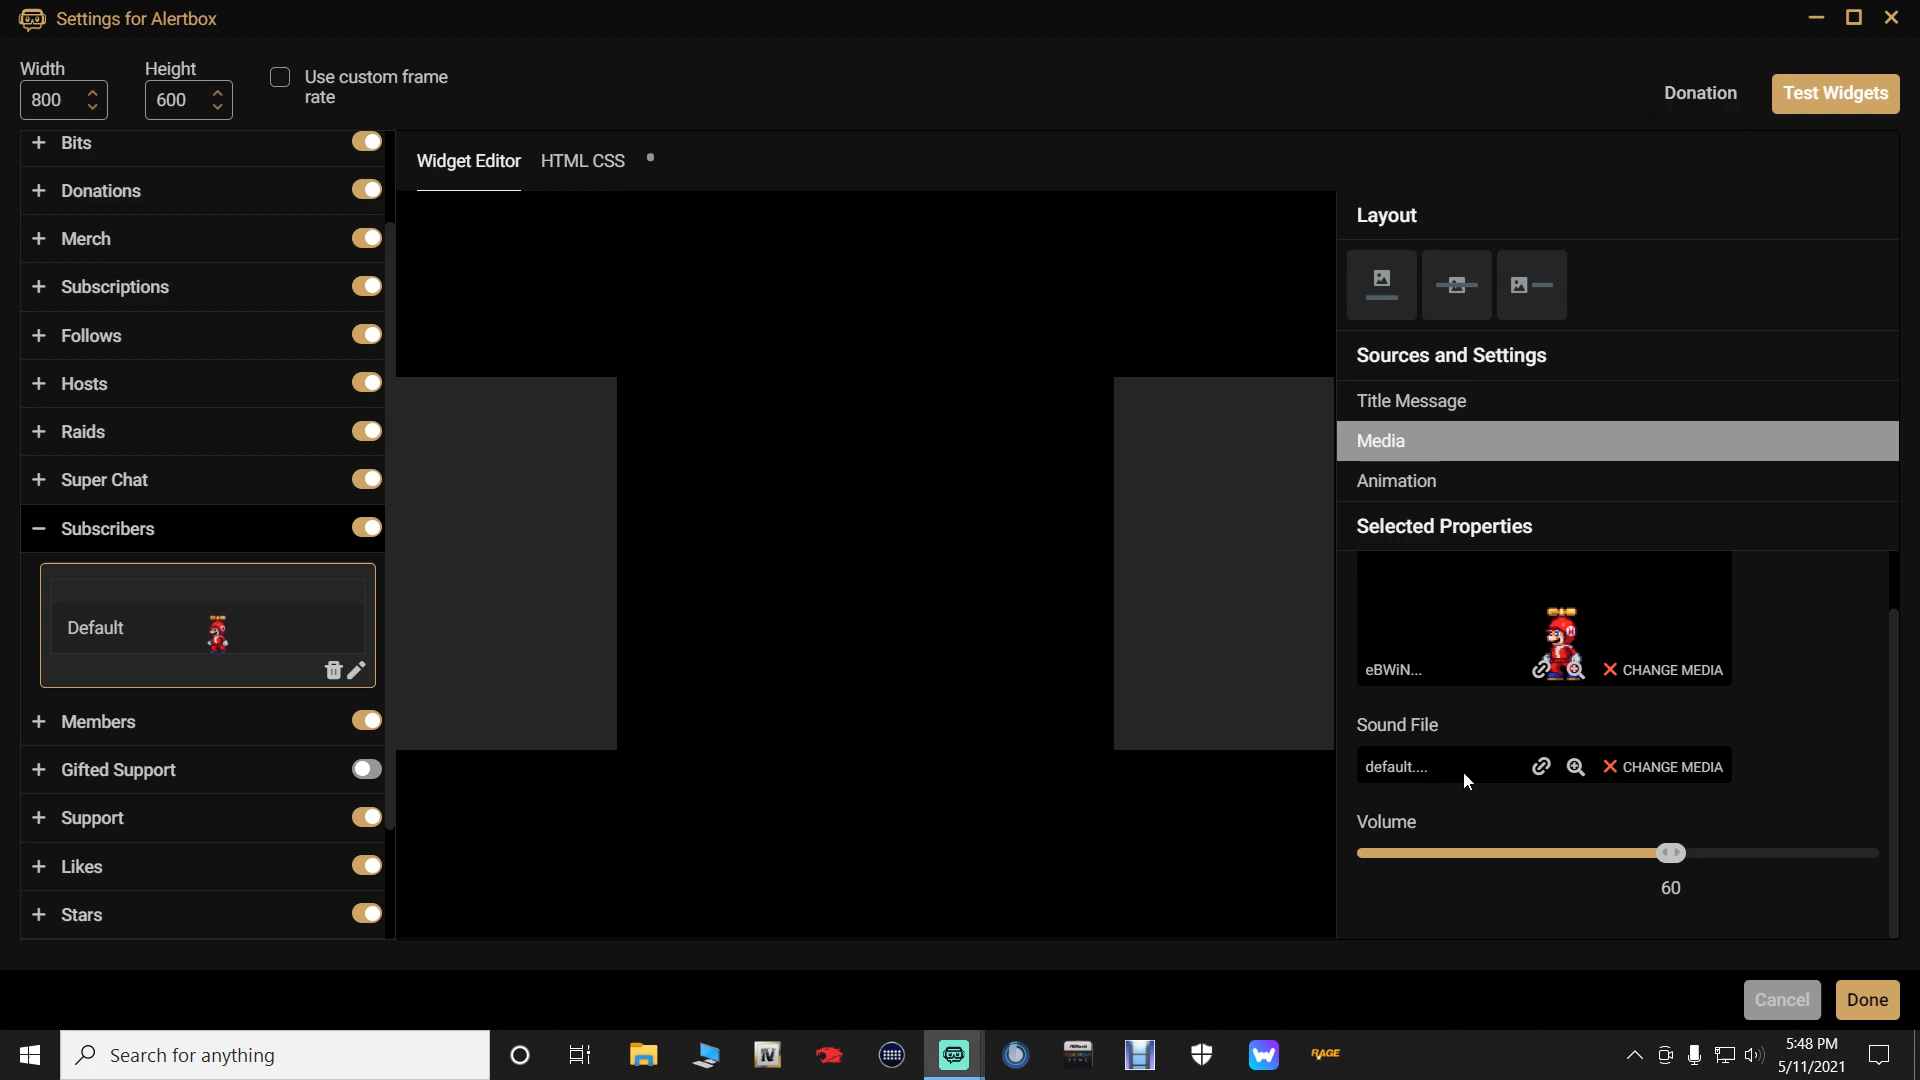 Settings for Alertbox
Width
Height
800
600
Use custom frame
rate
Donation
Test Widgets
Bits
Donations
Merch
Subscriptions
Follows
Hosts
Raids
Super Chat
Subscribers
Default
Members
Gifted Support
Support
Likes
Stars
Widget Editor
HTML CSS
Layout
Sources and Settings
Title Message
Media
Animation
Selected Properties
eBWiN...
CHANGE MEDIA
Sound File
default....
CHANGE MEDIA
Volume
60
Cancel
Done
Search for anything
IV
RAGE
5:48 PM
5/11/2021